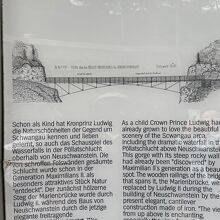 Schon als Kind hat Kronprinz Ludwig
die Naturschönheiten der Gegend um
Schwangau kennen und lieben
gelernt, so auch das Schauspiel des
Wasserfalls in der Pöllatschlucht
oberhalb von Neuschwanstein. Die
von schroffen Felswänden gesäumte
Schlucht wurde schon in der
Generation Maximilians II. als
besonders attraktives Stück Natur
"entdeckt". Der zunächst hölzerne
Steg der Marienbrücke wurde durch
Ludwig II. während des Baus von
Neuschwanstein durch die
As a child Crown Prince Ludwig had
already grown to love the beautiful
scenery of the Schwangau area,
including the dramatic waterfall in the
Pöllatschlucht above Neuschwanstein.
This gorge with its steep rocky walls
had already been "discovered" by
Maximilian II's generation as a beauty
spot. The wooden railings of the bridge
that spans it, the Marienbrücke, were
replaced by Ludwig II during the
building of Neuschwanstein by the
present elegant, cantilever
construction made of iron. The view
from up above is enchanting,